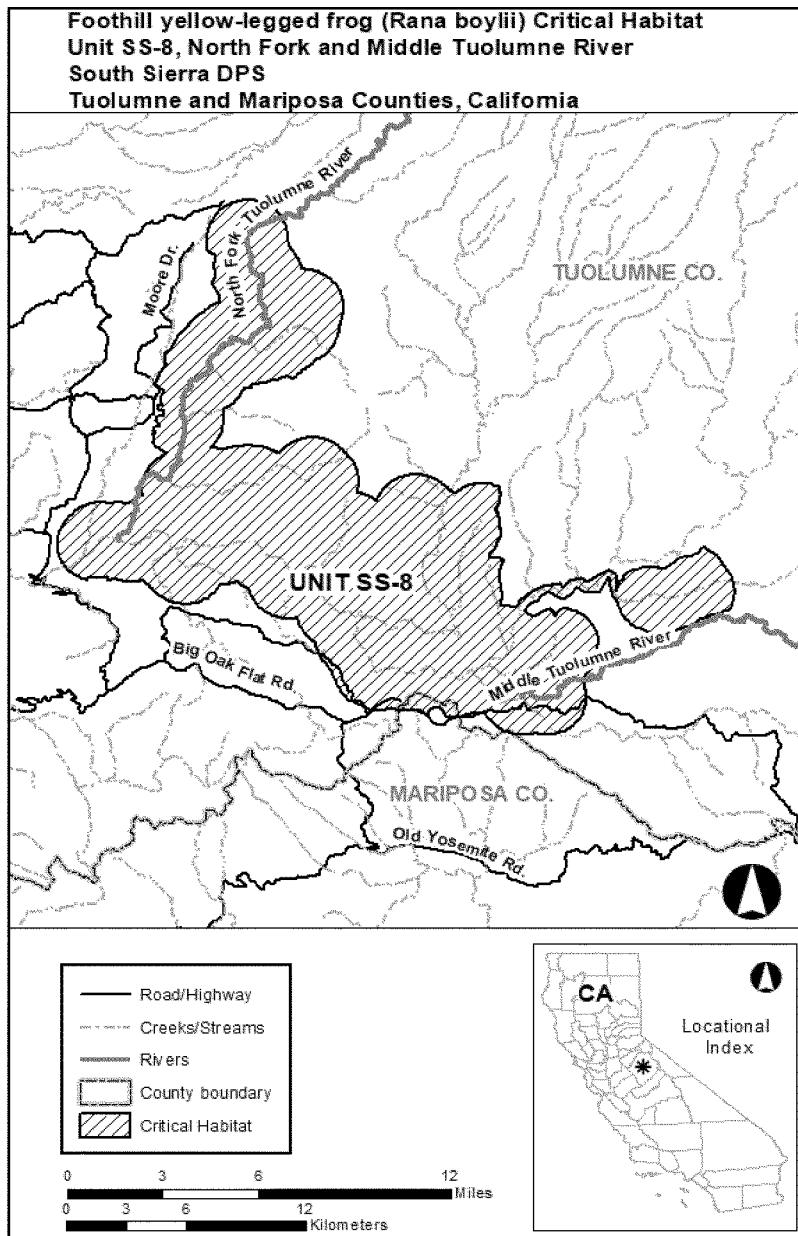 Foothill yellow-legged frog (Rana boylii) Critical Habitat
Unit SS-8, North Fork and Middle Tuolumne River
South Sierra DPS
Tuolumne and Mariposa Counties, California
North Fork Tuolumne River
Moore Dr.
TUOLUMNE CO.
UNIT SS-8
Middle Tuolumne River
Big Oak Flat Rd.
MARIPOSA CO.
Old Yosemite Rd.
Road/Highway
Creeks/Streams
Rivers
County boundary
Critical Habitat
0 3 6 12
Miles
0 3 6 12
Kilometers
CA
Locational
Index